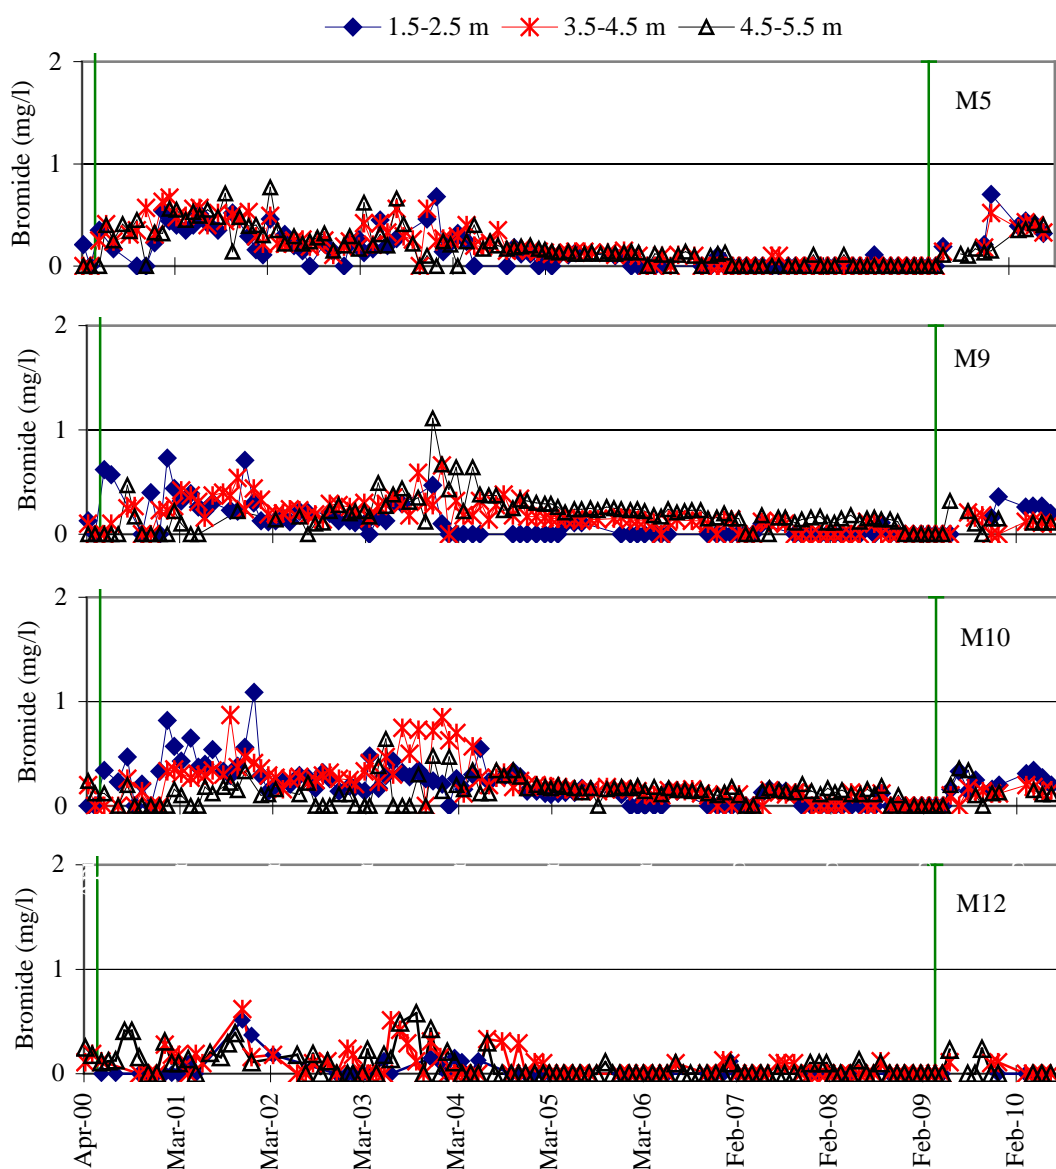 1.5-2.5 m 3.5-4.5 m 4.5-5.5 m
2
1
0
Bromide (mg/l)
M5
2
1
0
Bromide (mg/l)
M9
2
1
0
Bromide (mg/l)
M10
2
1
0
Bromide (mg/l)
M12
Apr-00 Mar-01 Mar-02 Mar-03 Mar-04 Mar-05 Mar-06 Feb-07 Feb-08 Feb-09 Feb-10